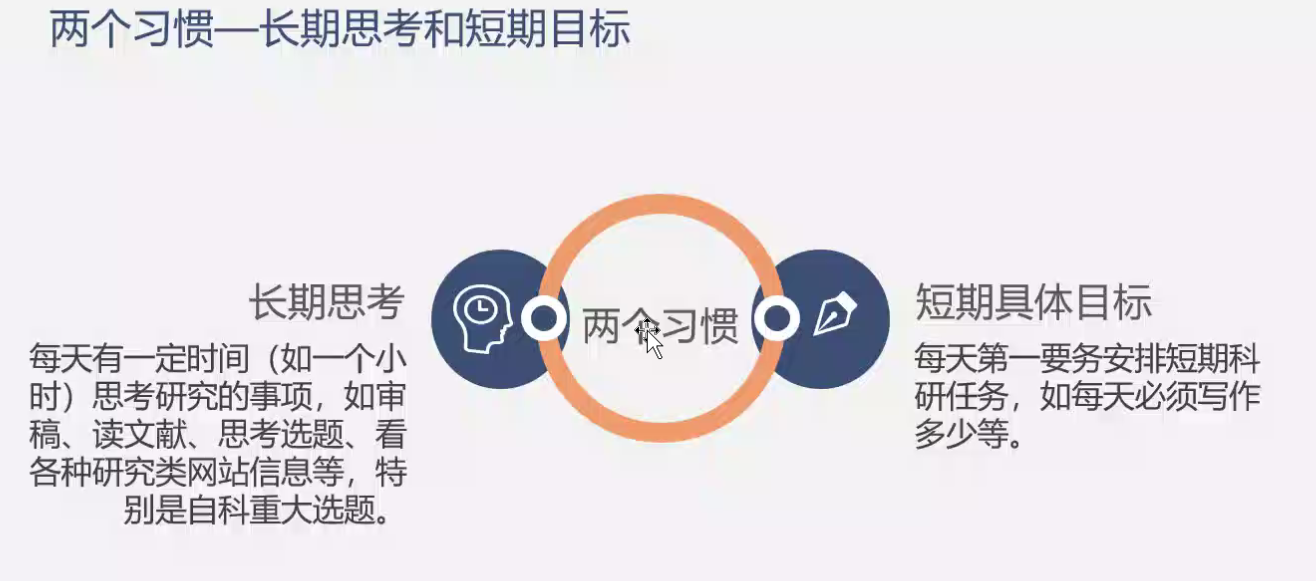 两个习惯—长期思考和短期目标
长期思考
每天有一定时间（如一个小
时）思考研究的事项，如审
稿、读文献、思考选题、看
各种研究类网站信息等，特
别是自科重大选题。
两个习惯
短期具体目标
每天第一要务安排短期科
研任务，如每天必须写作
多少等。